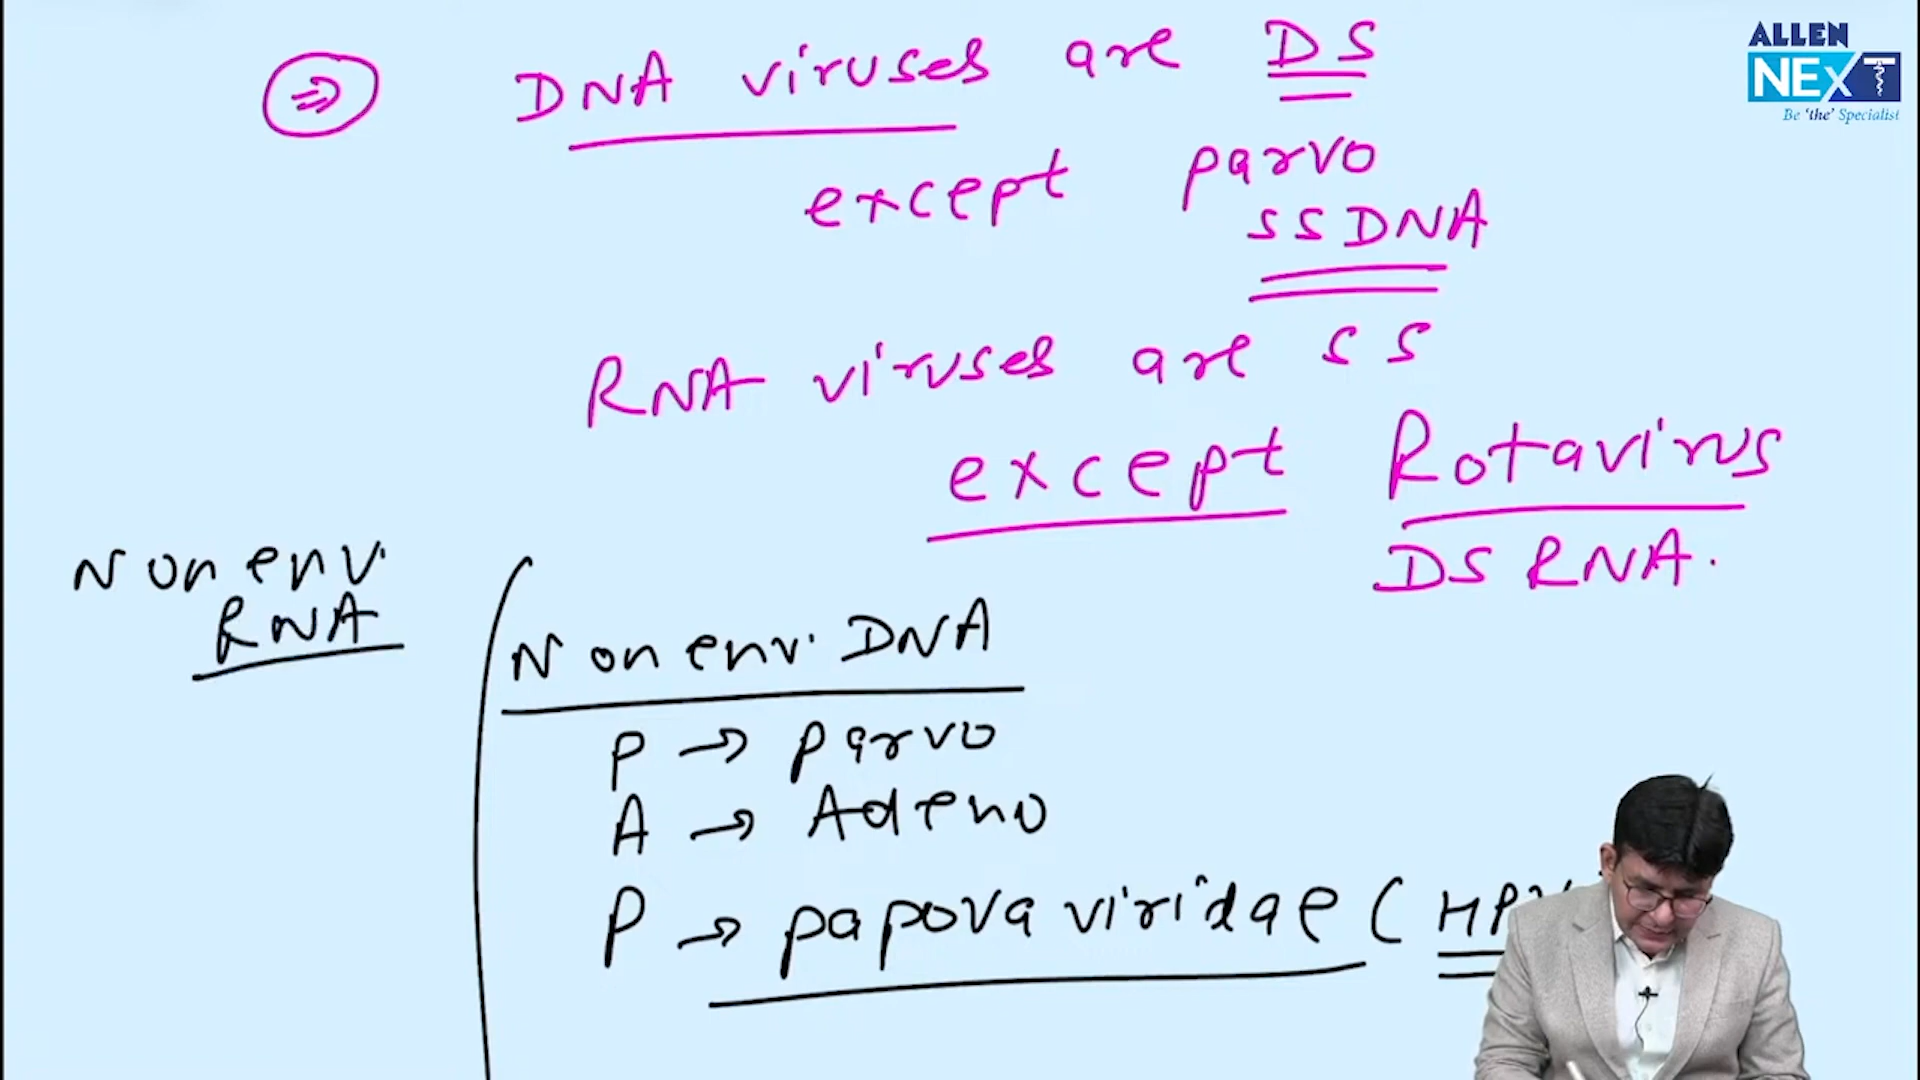 ALLEN
NEXT
Be 'the' Specialist
⇒ DNA viruses are DS
except parvo
SSDNA
RNA viruses are SS
except Rotavirus
DS RNA.
Non env.
RNA
Non env. DNA
P → parvo
A → Adeno
P → papova viridae (